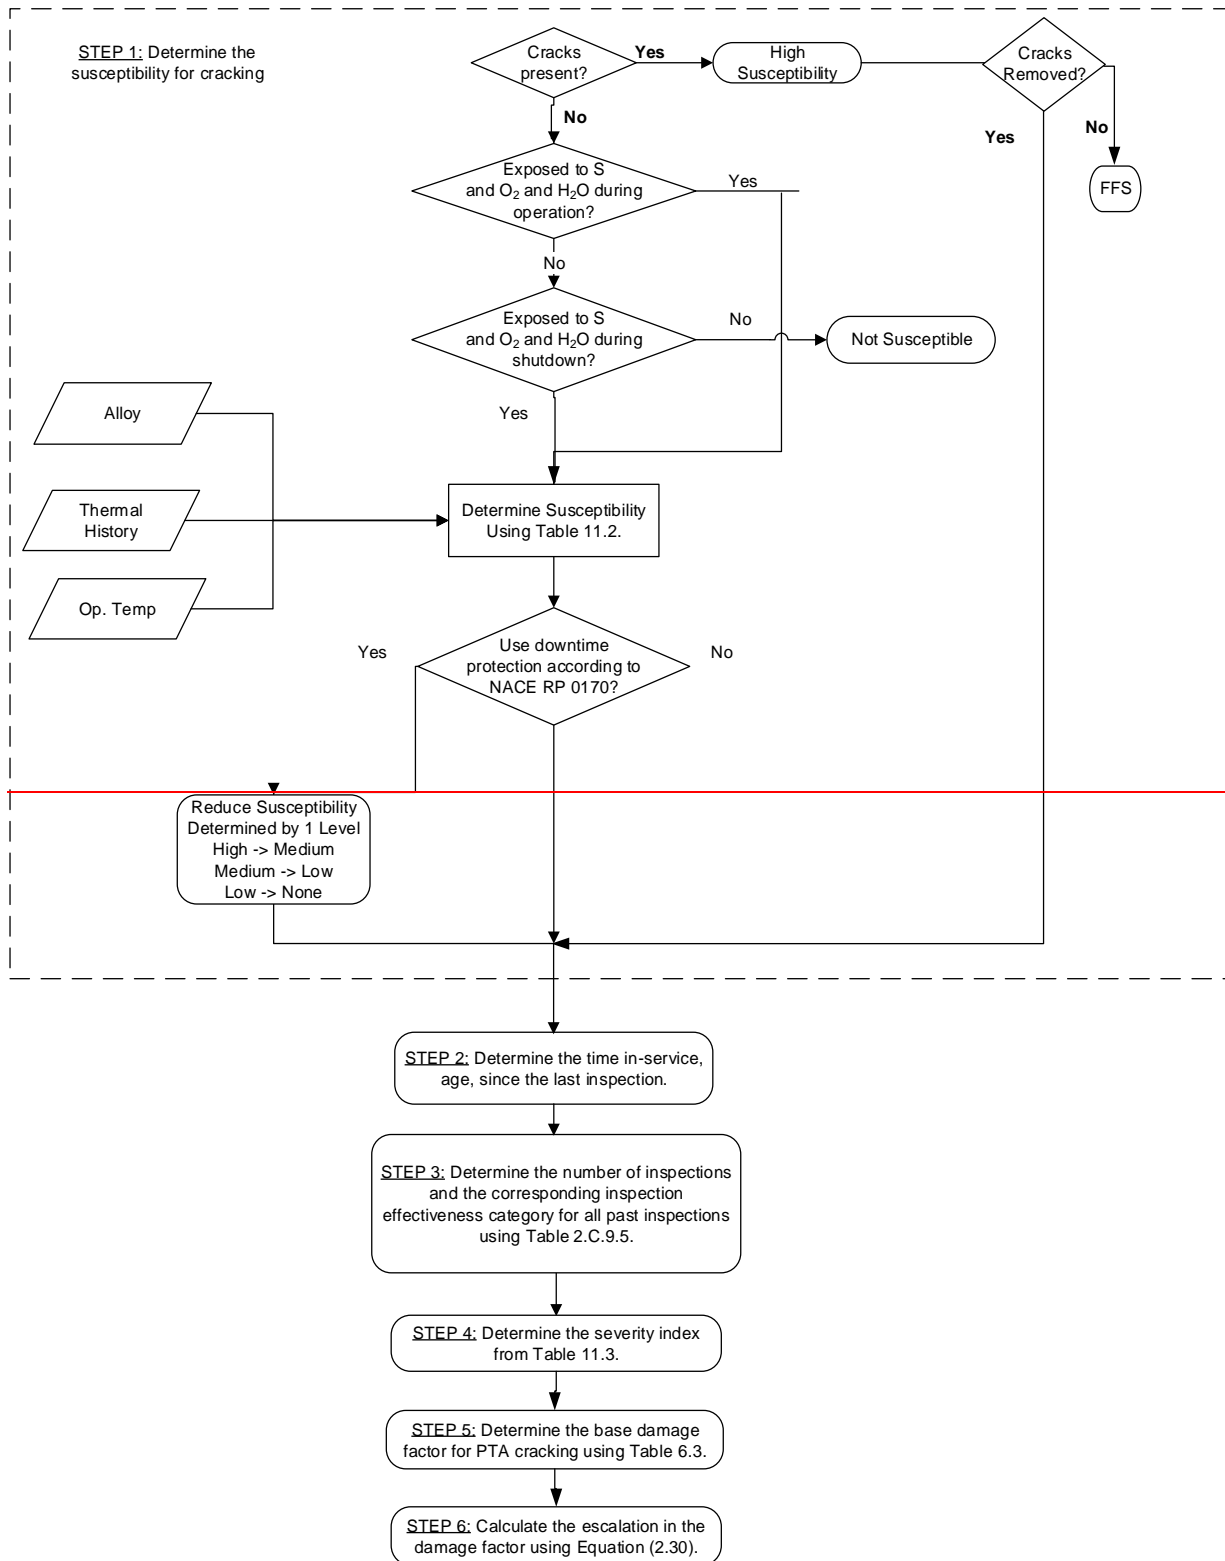 STEP 1: Determine the
susceptibility for cracking
Cracks
present?
Yes
High
Susceptibility
Cracks
Removed?
No
Yes
No
FFS
Exposed to S
and O₂ and H₂O during
operation?
Yes
No
Exposed to S
and O₂ and H₂O during
shutdown?
No
Not Susceptible
Yes
Alloy
Thermal
History
Op. Temp
Determine Susceptibility
Using Table 11.2.
Yes
Use downtime
protection according to
NACE RP 0170?
No
Reduce Susceptibility
Determined by 1 Level
High -> Medium
Medium -> Low
Low -> None
STEP 2: Determine the time in-service,
age, since the last inspection.
STEP 3: Determine the number of inspections
and the corresponding inspection
effectiveness category for all past inspections
using Table 2.C.9.5.
STEP 4: Determine the severity index
from Table 11.3.
STEP 5: Determine the base damage
factor for PTA cracking using Table 6.3.
STEP 6: Calculate the escalation in the
damage factor using Equation (2.30).